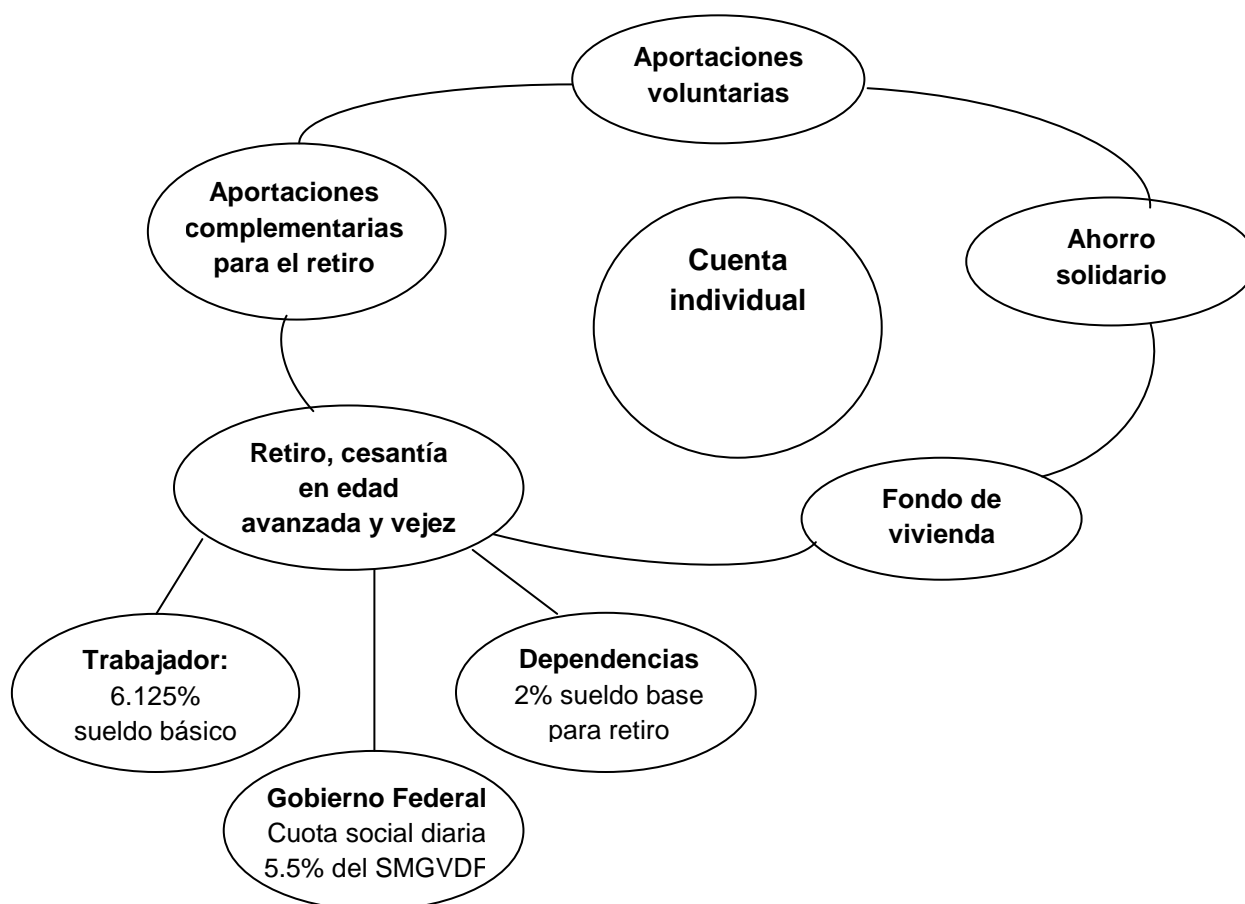 Aportaciones
voluntarias
Aportaciones
complementarias
para el retiro
Ahorro
solidario
Cuenta
individual
Retiro, cesantía
en edad
avanzada y vejez
Fondo de
vivienda
Trabajador:
6.125%
sueldo básico
Dependencias
2% sueldo base
para retiro
Gobierno Federal
Cuota social diaria
5.5% del SMGVDF